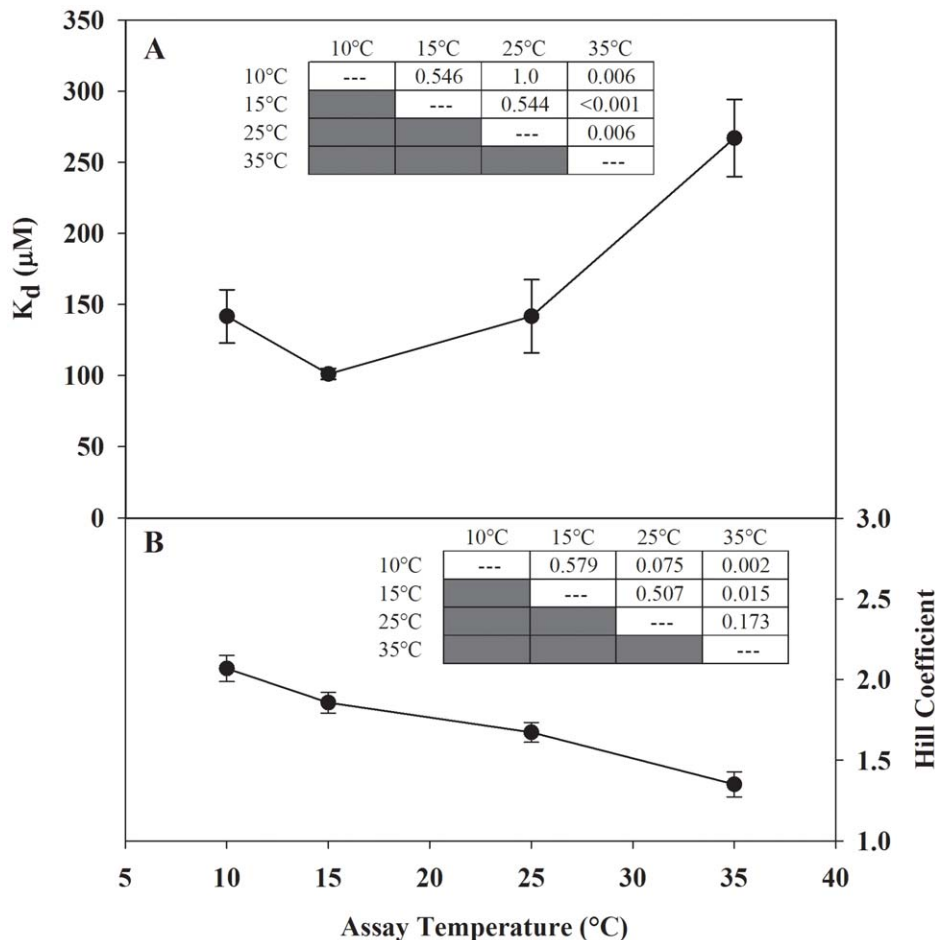 350
A
10°C 15°C 25°C 35°C
10°C --- 0.546 1.0 0.006
300
15°C --- 0.544 <0.001
25°C --- 0.006
35°C ---
250
200
K_d (µM)
150
100
50
0
3.0
B
10°C 15°C 25°C 35°C
10°C --- 0.579 0.075 0.002
15°C --- 0.507 0.015
2.5
25°C --- 0.173
35°C ---
2.0
Hill Coefficient
1.5
1.0
5 10 15 20 25 30 35 40
Assay Temperature (°C)